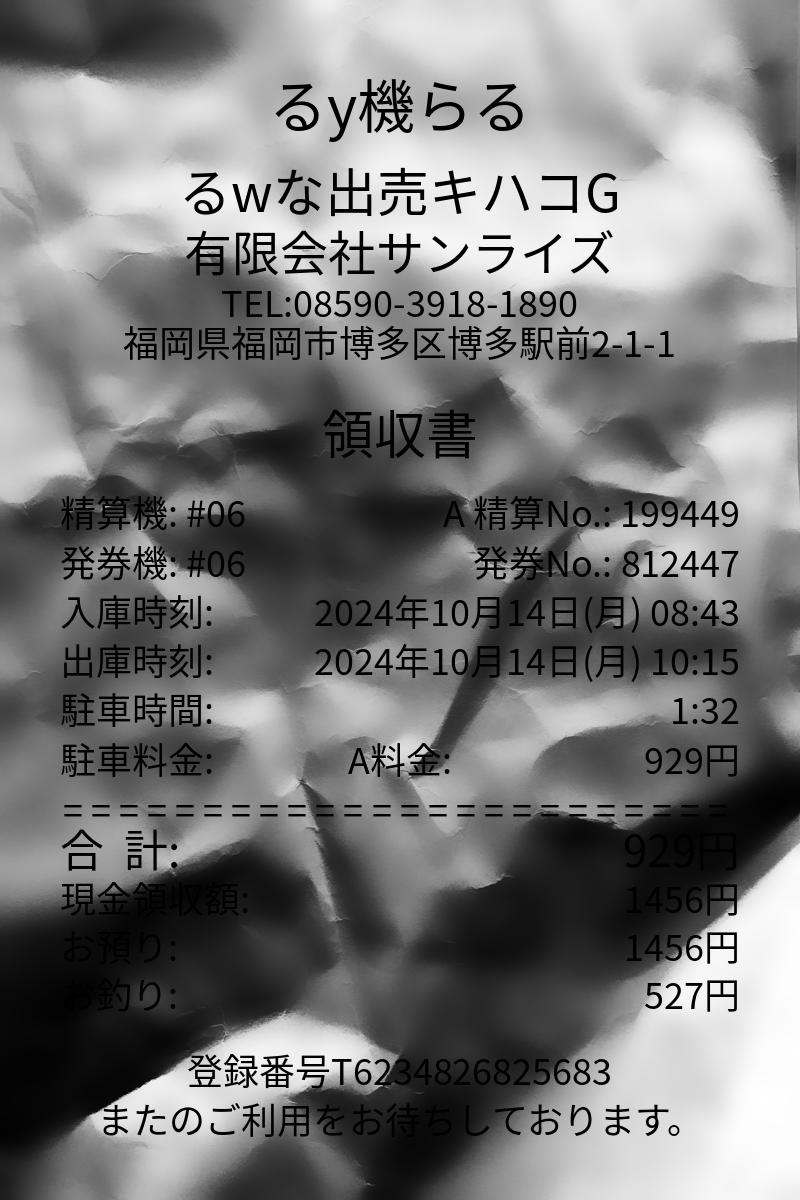 るy機らる
るwな出売キハコG
有限会社サンライズ
TEL:08590-3918-1890
福岡県福岡市博多区博多駅前2-1-1
領収書
精算機: #06 A 精算No.: 199449
発券機: #06 発券No.: 812447
入庫時刻: 2024年10月14日(月) 08:43
出庫時刻: 2024年10月14日(月) 10:15
駐車時間: 1:32
駐車料金: A料金: 929円
========================
合 計: 929円
現金領収額: 1456円
お預り: 1456円
お釣り: 527円
登録番号T6234826825683
またのご利用をお待ちしております。